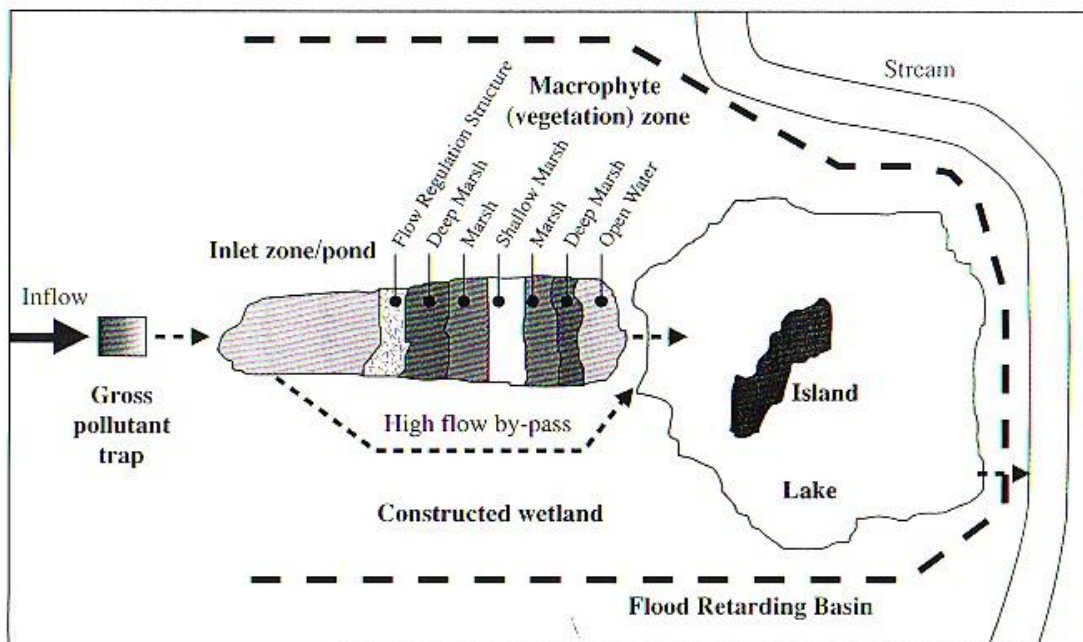 Stream
Macrophyte
(vegetation) zone
Flow Regulation Structure
Deep Marsh
Marsh
Shallow Marsh
Marsh
Deep Marsh
Open Water
Inlet zone/pond
Inflow
Gross
pollutant
trap
High flow by-pass
Island
Lake
Constructed wetland
Flood Retarding Basin